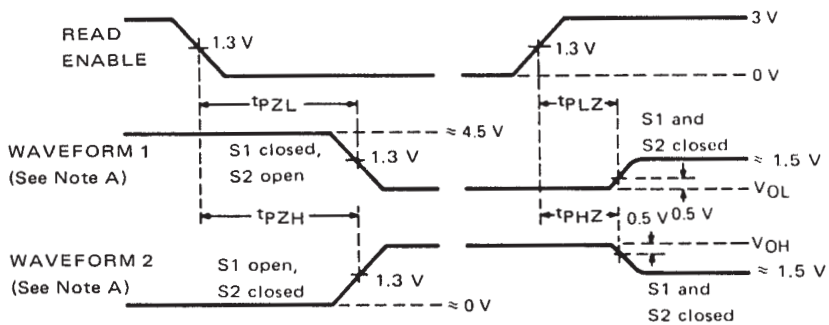 READ
ENABLE
1.3 V
1.3 V
3 V
0 V
tPZL
tPLZ
S1 and
S2 closed
≈ 4.5 V
WAVEFORM 1
(See Note A)
S1 closed,
S2 open
1.3 V
≈ 1.5 V
VOL
0.5 V
tPZH
tPHZ
0.5 V
VOH
WAVEFORM 2
(See Note A)
S1 open,
S2 closed
1.3 V
≈ 1.5 V
≈ 0 V
S1 and
S2 closed